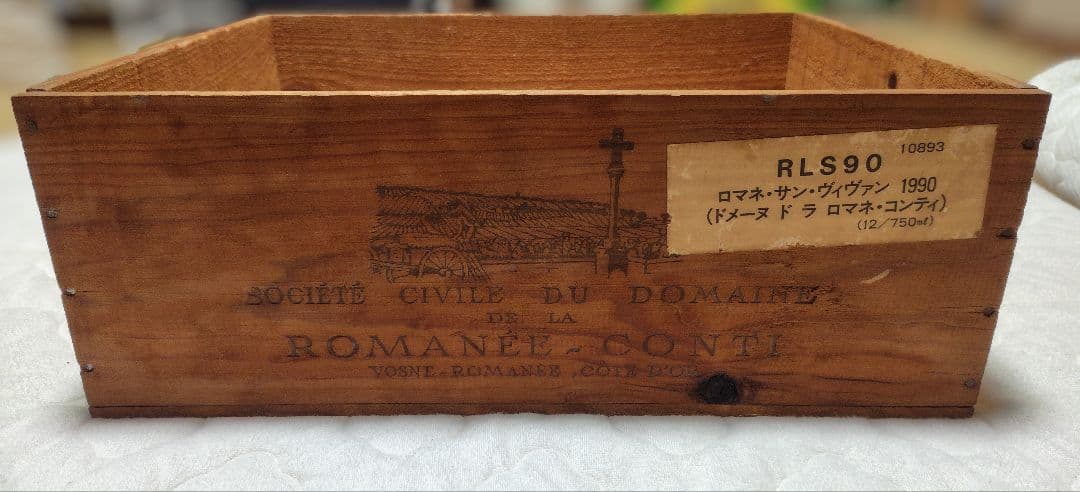 10893
RLS90
ロマネ・サン・ヴィヴァン 1990
(ドメーヌ ド ラ ロマネ・コンティ)
(12/750㎖)
SOCIÉTÉ CIVILE DU DOMAINE
DE LA
ROMANÉE-CONTI
VOSNE-ROMANÉE, CÔTE D'OR